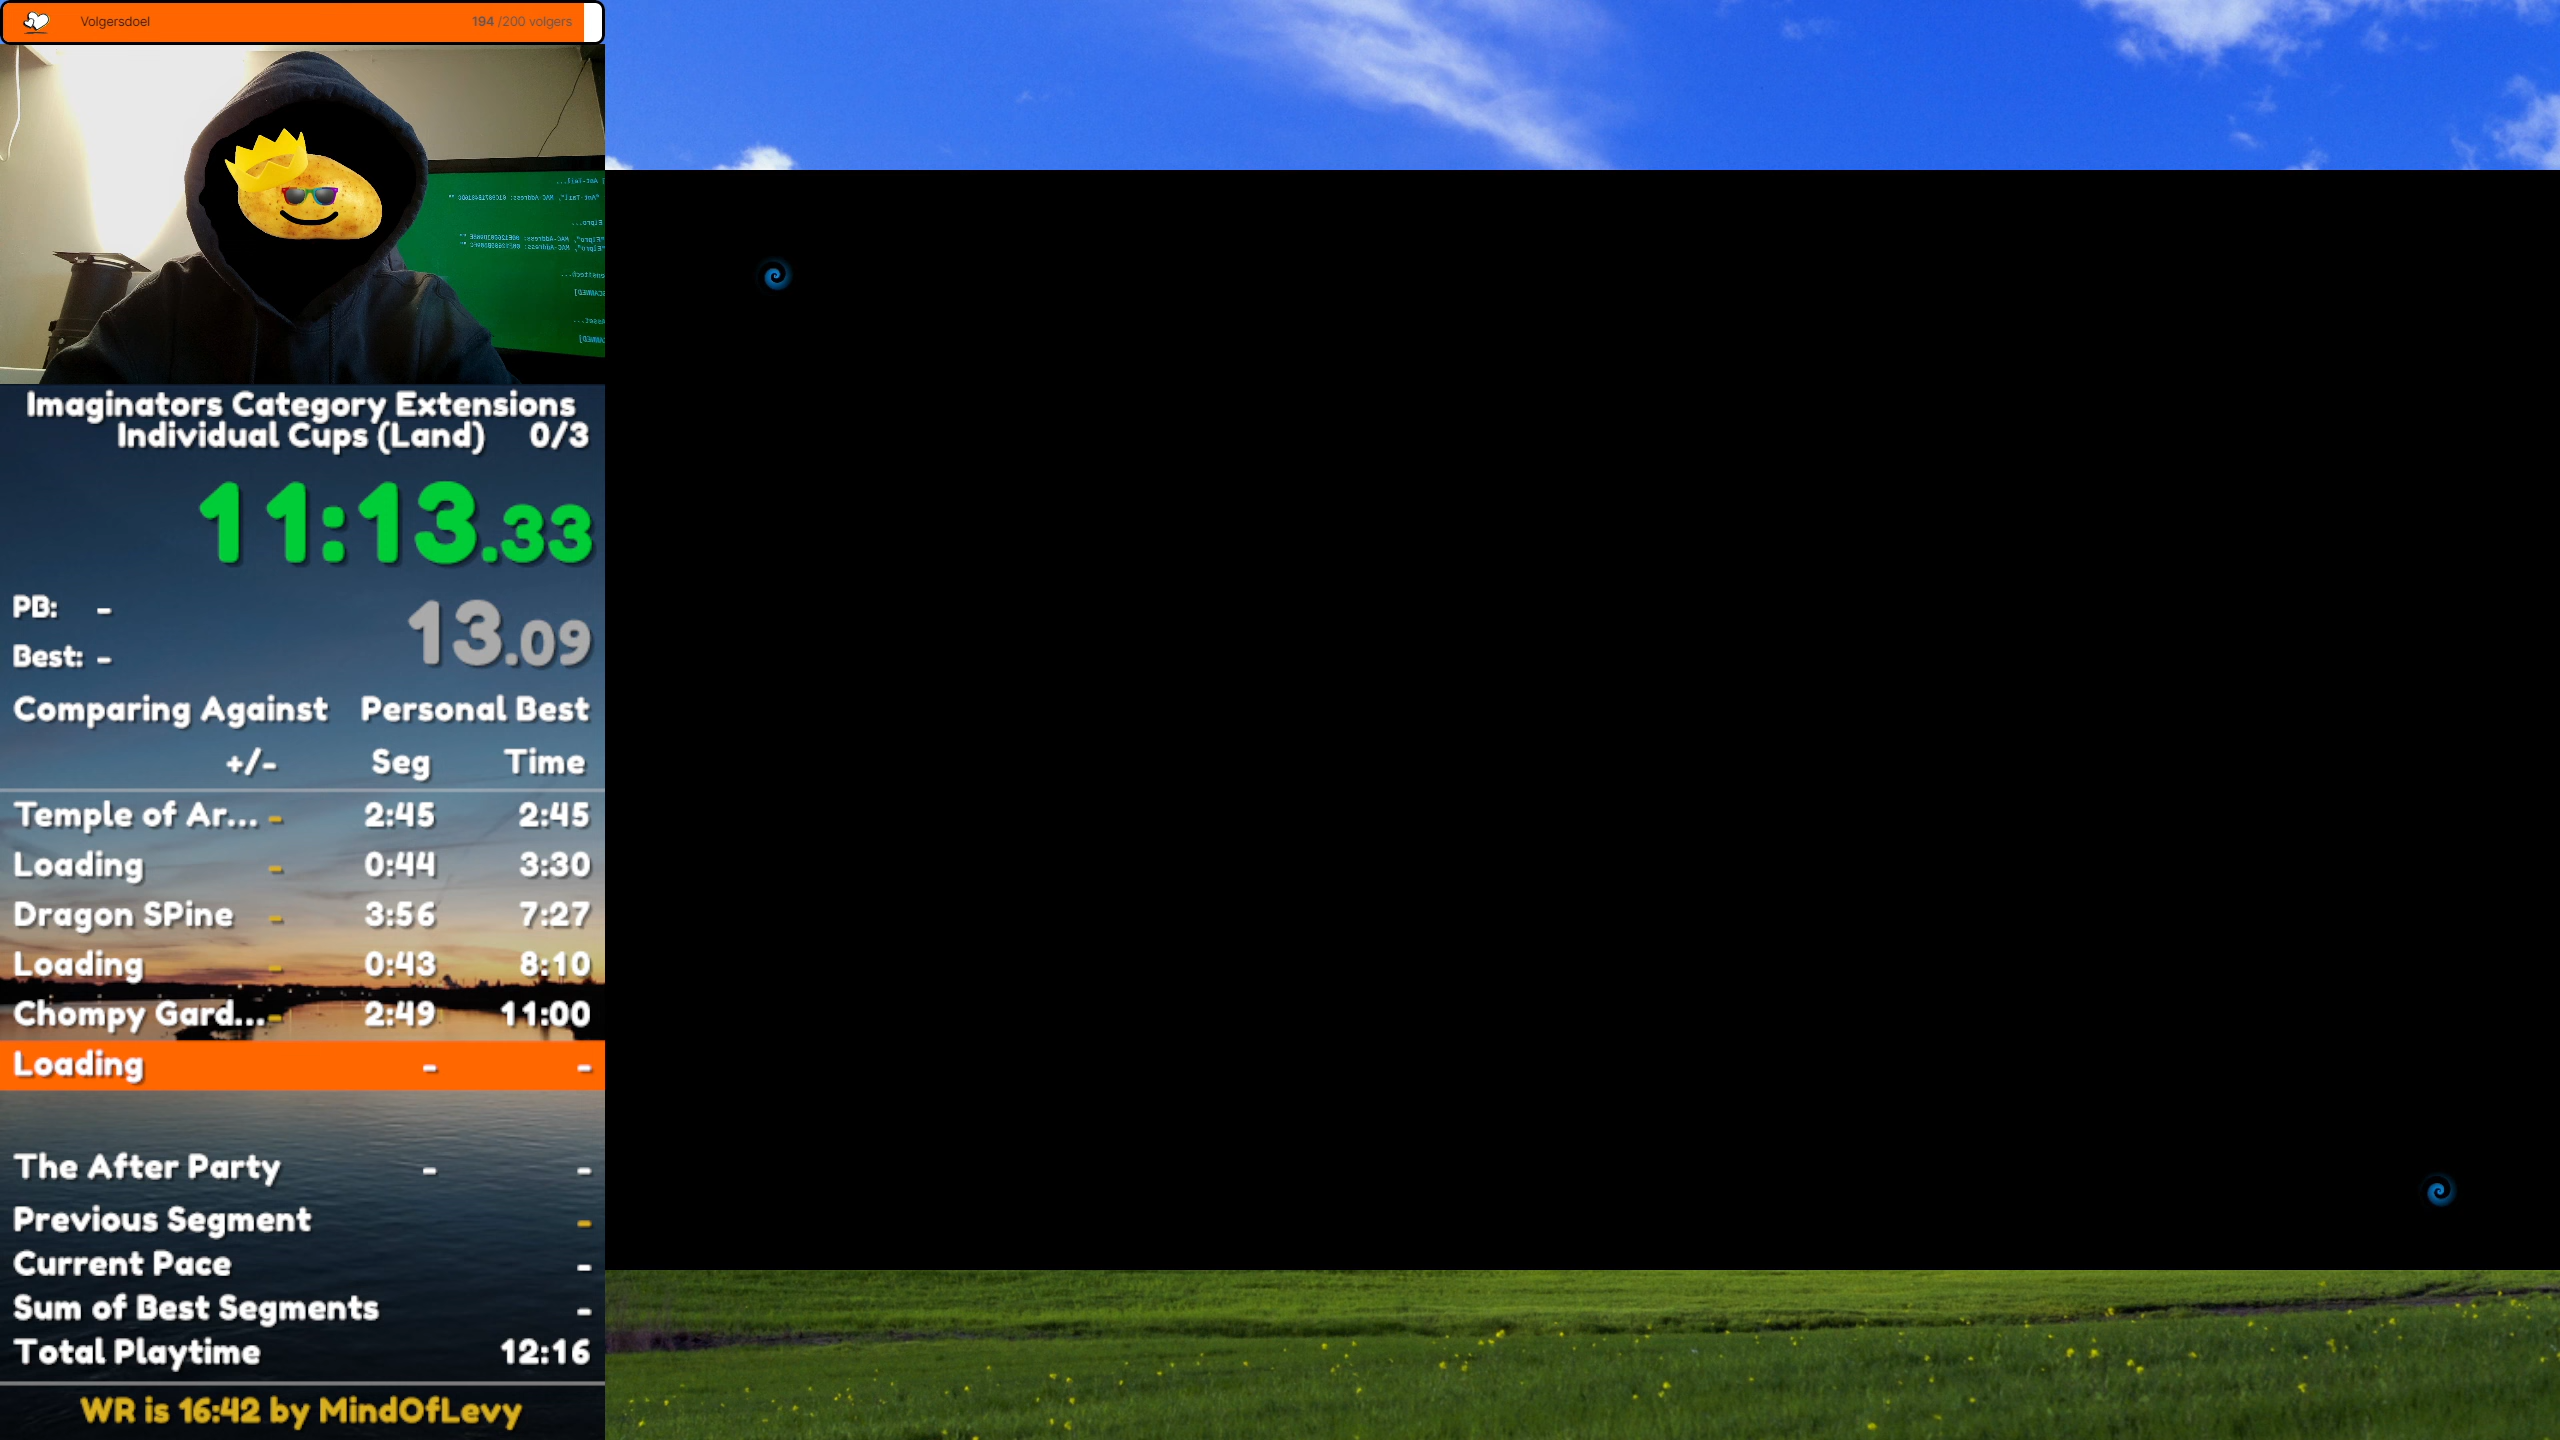 Volgersdoel 194 /200 volgers
Imaginators Category Extensions
Individual Cups (Land) 0/3
11:13.33
PB: -
13.09
Best: -
Comparing Against Personal Best
+/- Seg Time
Temple of Ar... - 2:45 2:45
Loading - 0:44 3:30
Dragon SPine - 3:56 7:27
Loading - 0:43 8:10
Chompy Gard... - 2:49 11:00
Loading - -
The After Party - -
Previous Segment -
Current Pace -
Sum of Best Segments -
Total Playtime 12:16
WR is 16:42 by MindOfLevy